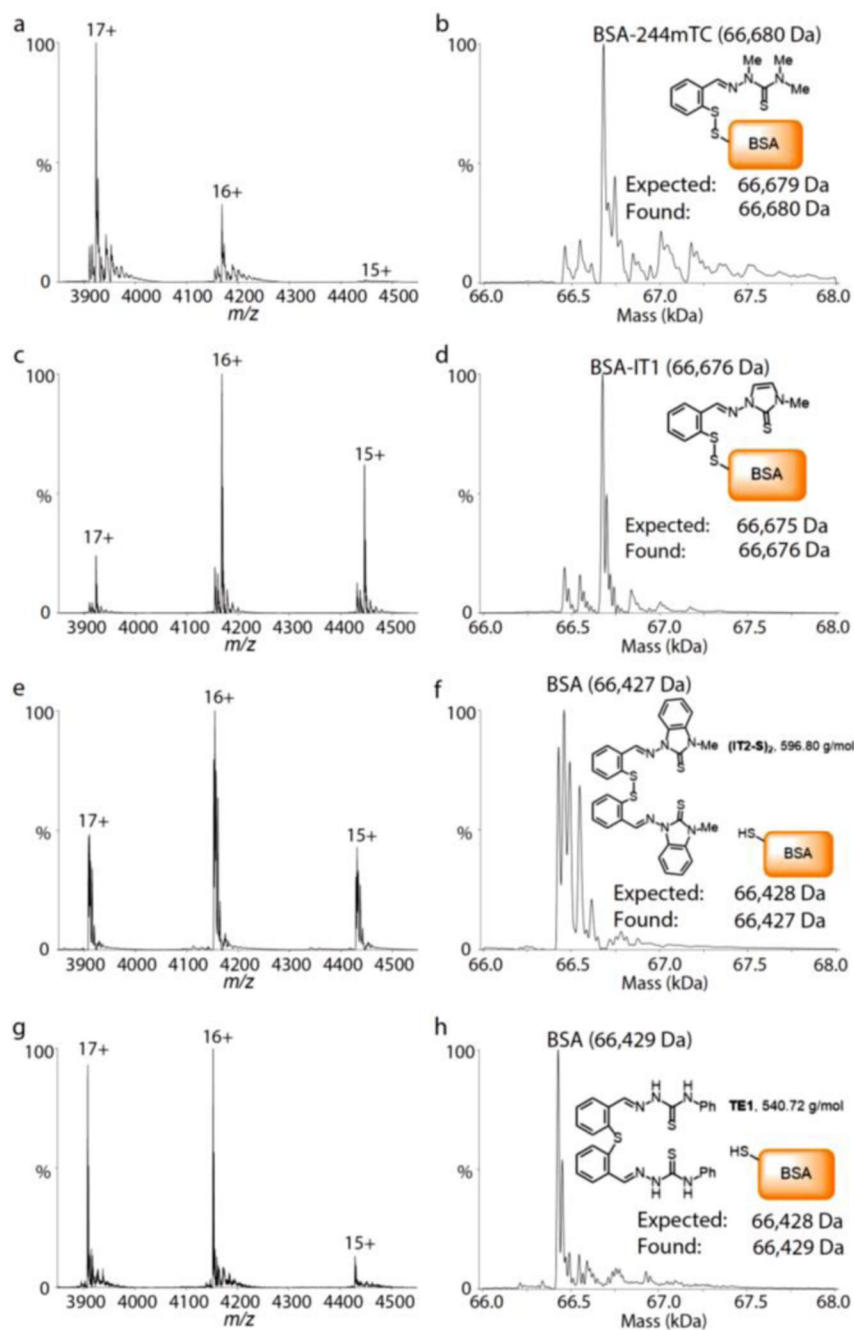 a
17+
100
16+
%
15+
0
3900 4000 4100 4200 4300 4400 4500
m/z
b
BSA-244mTC (66,680 Da)
Me Me
N N N Me
S
S
S
BSA
Expected: 66,679 Da
Found: 66,680 Da
100
%
0
66.0 66.5 67.0 67.5 68.0
Mass (kDa)
c
16+
100
15+
%
17+
0
3900 4000 4100 4200 4300 4400 4500
m/z
d
BSA-IT1 (66,676 Da)
100
N N N Me
S
S
S
BSA
%
Expected: 66,675 Da
Found: 66,676 Da
0
66.0 66.5 67.0 67.5 68.0
Mass (kDa)
e
16+
100
17+
15+
%
0
3900 4000 4100 4200 4300 4400 4500
m/z
f
BSA (66,427 Da)
100
N N N Me
(IT2-S)2, 596.80 g/mol
S
S
S
S
N N N Me
HS
BSA
%
Expected: 66,428 Da
Found: 66,427 Da
0
66.0 66.5 67.0 67.5 68.0
Mass (kDa)
g
17+
16+
100
%
15+
0
3900 4000 4100 4200 4300 4400 4500
m/z
h
BSA (66,429 Da)
100
H H
N N N Ph
TE1, 540.72 g/mol
S
S
S
N N N Ph
H H
HS
BSA
%
Expected: 66,428 Da
Found: 66,429 Da
0
66.0 66.5 67.0 67.5 68.0
Mass (kDa)